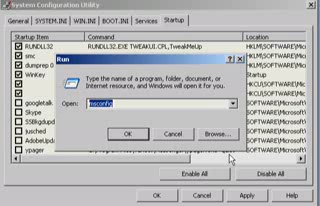 System Configuration Utility
General SYSTEM.INI WIN.INI BOOT.INI Services Startup
Startup Item Command Location
RUNDLL32 RUNDLL32.EXE TWEAKUI.CPL,TweakMeUp
smc
dumprep 0
WinKey
Startup
googletalk
Skype
jusched
AdobeUpda
ypager
Run
Type the name of a program, folder, document, or
Internet resource, and Windows will open it for you.
Open: msconfig
OK Cancel Browse...
Enable All Disable All
OK Cancel Apply Help